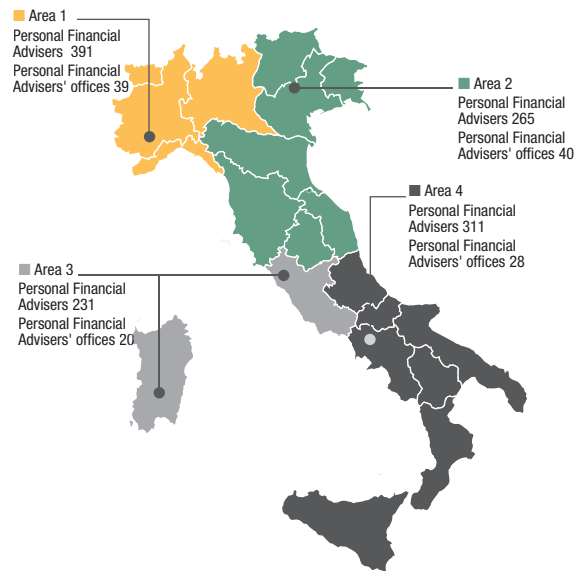 Area 1
Personal Financial
Advisers 391
Personal Financial
Advisers' offices 39
Area 2
Personal Financial
Advisers 265
Personal Financial
Advisers' offices 40
Area 4
Personal Financial
Advisers 311
Personal Financial
Advisers' offices 28
Area 3
Personal Financial
Advisers 231
Personal Financial
Advisers' offices 20